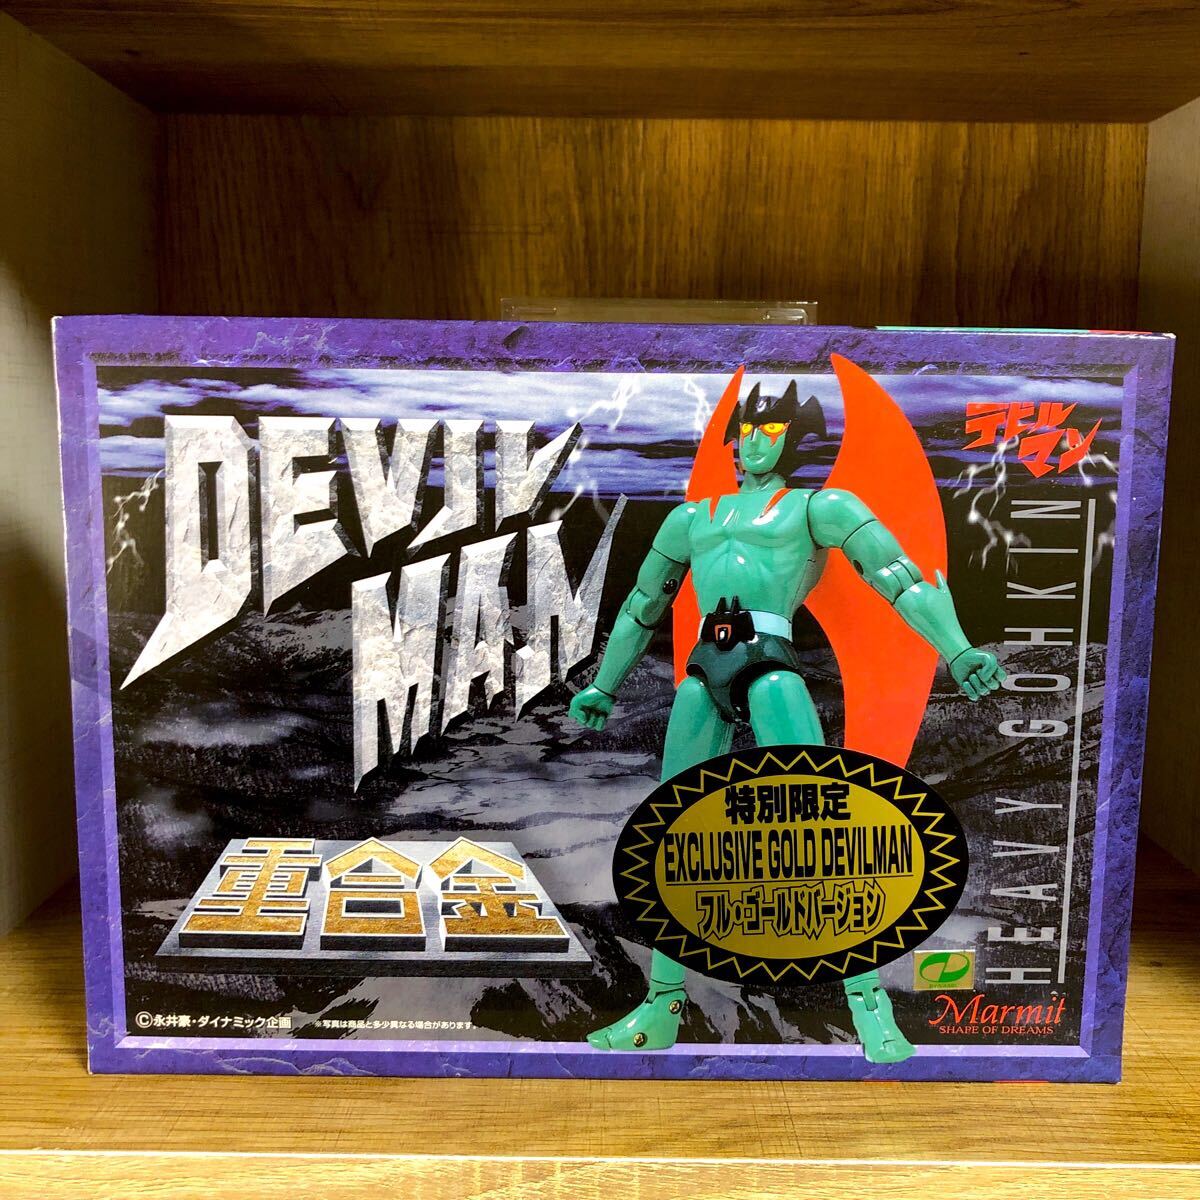 DEVIL
MAN
デビル
マン
HEAVY GOHKIN
重合金
特別限定
EXCLUSIVE GOLD DEVILMAN
フル・ゴールドバージョン
DYNAMIC
Marmit
SHAPE OF DREAMS
©永井豪・ダイナミック企画
※写真は商品と多少異なる場合があります。